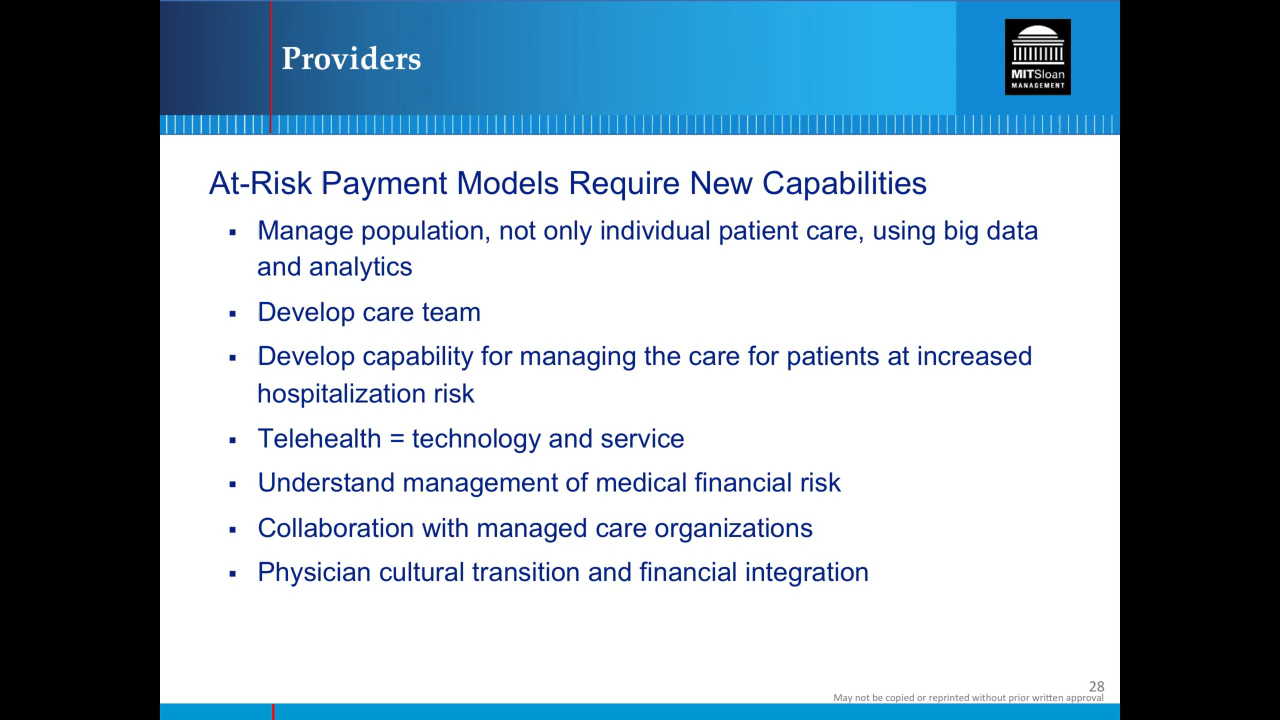 Providers
MITSloan
MANAGEMENT
At-Risk Payment Models Require New Capabilities
▪ Manage population, not only individual patient care, using big data
and analytics
▪ Develop care team
▪ Develop capability for managing the care for patients at increased
hospitalization risk
▪ Telehealth = technology and service
▪ Understand management of medical financial risk
▪ Collaboration with managed care organizations
▪ Physician cultural transition and financial integration
28
May not be copied or reprinted without prior written approval